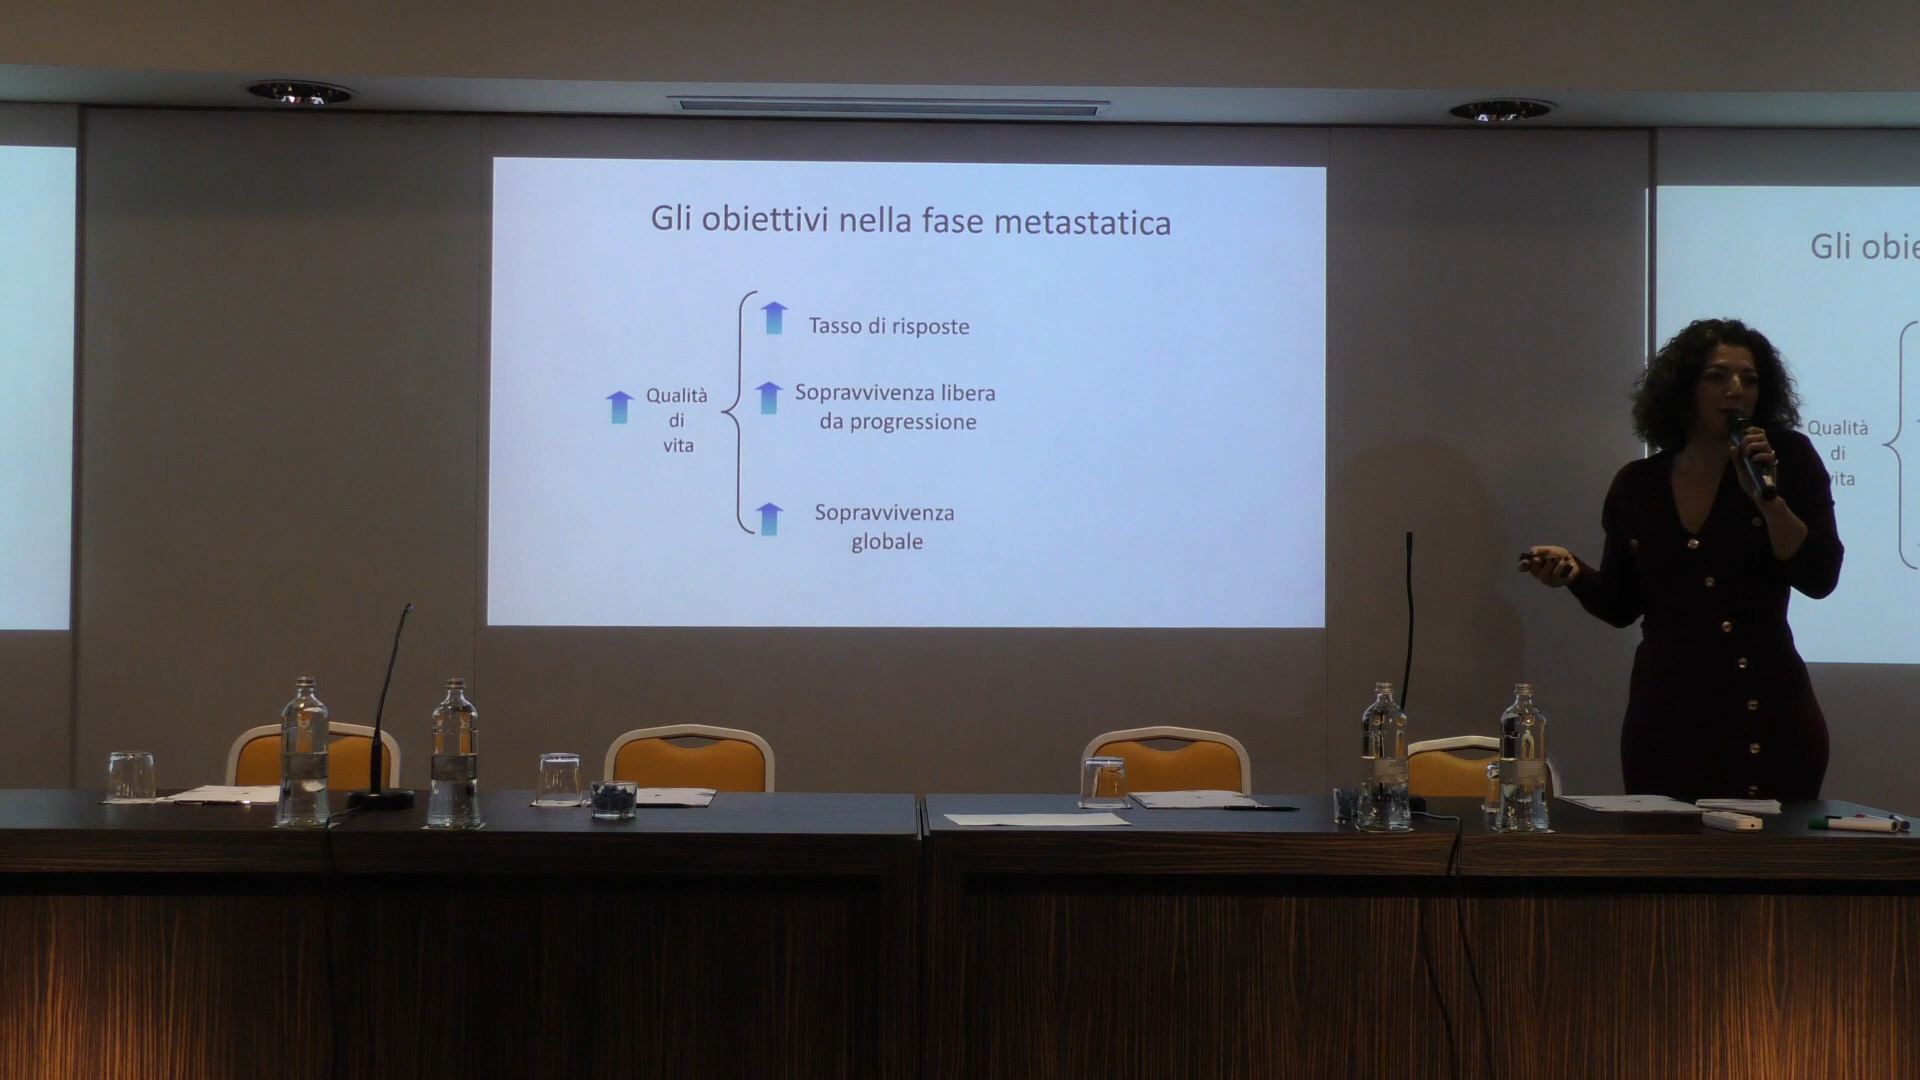 Gli obiettivi nella fase metastatica
Tasso di risposte
Qualità
di
vita
Sopravvivenza libera
da progressione
Sopravvivenza
globale
Gli obie
Qualità
di
vita